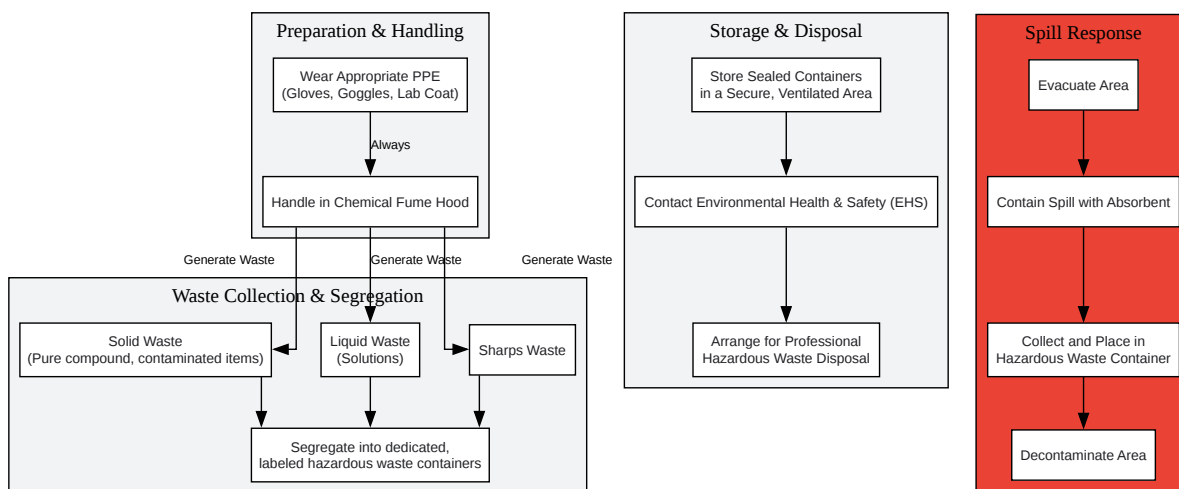 Preparation & Handling
Wear Appropriate PPE
(Gloves, Goggles, Lab Coat)
Always
Handle in Chemical Fume Hood
Generate Waste
Generate Waste
Generate Waste
Waste Collection & Segregation
Solid Waste
(Pure compound, contaminated items)
Liquid Waste
(Solutions)
Sharps Waste
Segregate into dedicated,
labeled hazardous waste containers
Storage & Disposal
Store Sealed Containers
in a Secure, Ventilated Area
Contact Environmental Health & Safety (EHS)
Arrange for Professional
Hazardous Waste Disposal
Spill Response
Evacuate Area
Contain Spill with Absorbent
Collect and Place in
Hazardous Waste Container
Decontaminate Area